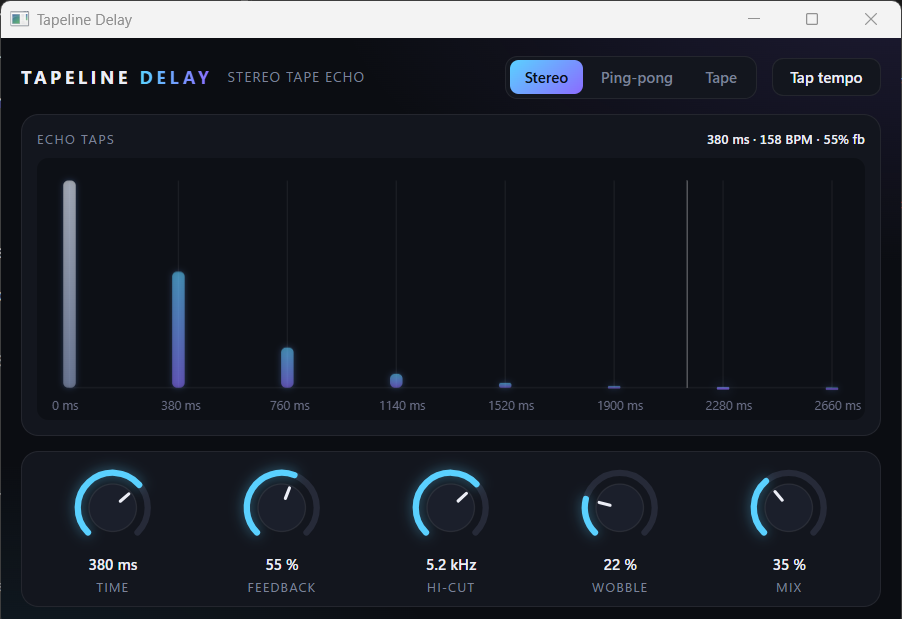 Tapeline Delay
TAPELINE DELAY STEREO TAPE ECHO Stereo Ping-pong Tape Tap tempo
ECHO TAPS 380 ms · 158 BPM · 55% fb
0 ms 380 ms 760 ms 1140 ms 1520 ms 1900 ms 2280 ms 2660 ms
380 ms 55 % 5.2 kHz 22 % 35 %
TIME FEEDBACK HI-CUT WOBBLE MIX